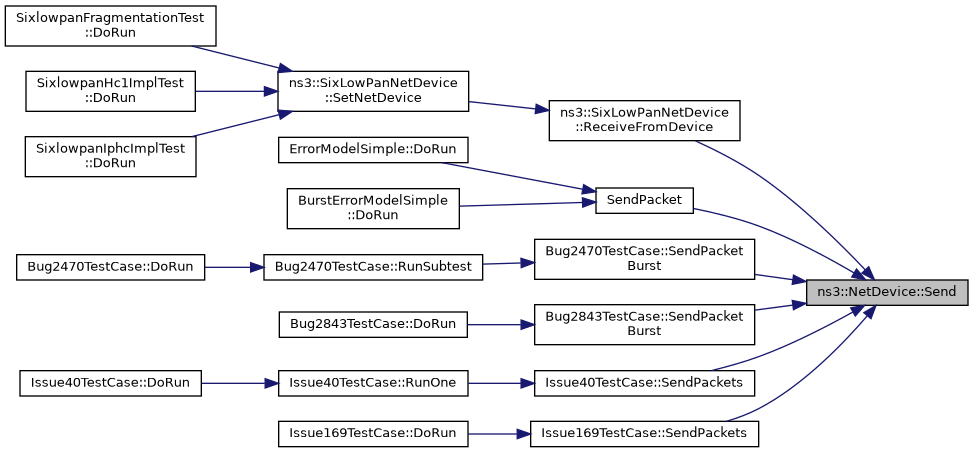 SixlowpanFragmentationTest
::DoRun
SixlowpanHc1ImplTest
::DoRun
SixlowpanIphcImplTest
::DoRun
ns3::SixLowPanNetDevice
::SetNetDevice
ns3::SixLowPanNetDevice
::ReceiveFromDevice
ErrorModelSimple::DoRun
BurstErrorModelSimple
::DoRun
SendPacket
Bug2470TestCase::DoRun
Bug2470TestCase::RunSubtest
Bug2470TestCase::SendPacket
Burst
ns3::NetDevice::Send
Bug2843TestCase::DoRun
Bug2843TestCase::SendPacket
Burst
Issue40TestCase::DoRun
Issue40TestCase::RunOne
Issue40TestCase::SendPackets
Issue169TestCase::DoRun
Issue169TestCase::SendPackets